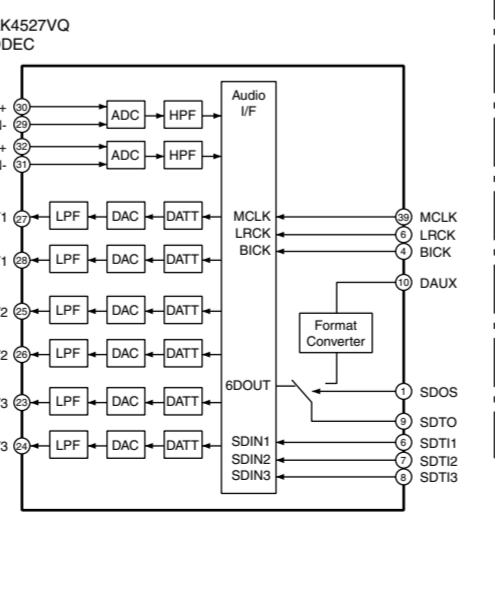 K4527VQ
DEC
Audio
I/F
+ 30 ADC HPF
- 29
+ 32 ADC HPF
- 31
1 27 LPF DAC DATT MCLK 39 MCLK
LRCK 6 LRCK
1 28 LPF DAC DATT BICK 4 BICK
10 DAUX
2 25 LPF DAC DATT
Format
Converter
2 26 LPF DAC DATT
6DOUT 1 SDOS
3 23 LPF DAC DATT
9 SDTO
3 24 LPF DAC DATT SDIN1 6 SDTI1
SDIN2 7 SDTI2
SDIN3 8 SDTI3